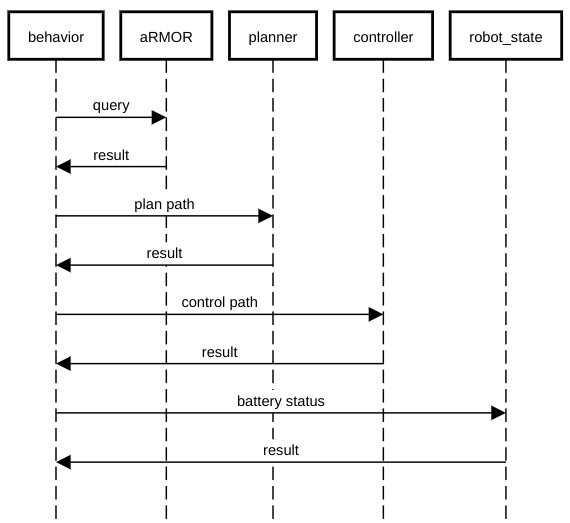 behavior aRMOR planner controller robot_state
query
result
plan path
result
control path
result
battery status
result